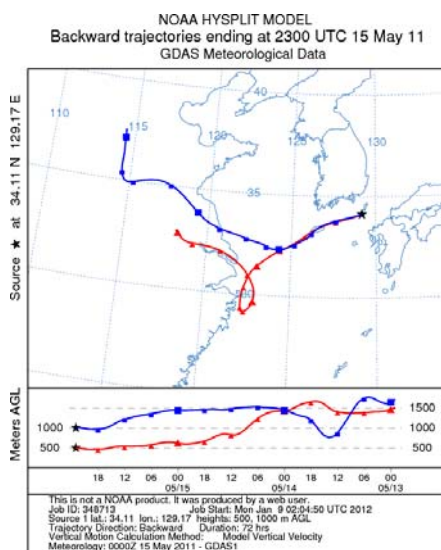 NOAA HYSPLIT MODEL
Backward trajectories ending at 2300 UTC 15 May 11
GDAS Meteorological Data
Source ★ at 34.11 N 129.17 E
110
115
120
40
125
130
35
Meters AGL
1500
1000 1000
500 500
18 12 06 00 18 12 06 00 18 12 06 00
05/15 05/14 05/13
This is not a NOAA product. It was produced by a web user.
Job ID: 348713 Job Start: Mon Jan 9 02:04:50 UTC 2012
Source 1 lat.: 34.11 lon.: 129.17 heights: 500, 1000 m AGL
Trajectory Direction: Backward Duration: 72 hrs
Vertical Motion Calculation Method: Model Vertical Velocity
Meteorology: 0000Z 15 May 2011 - GDAS1